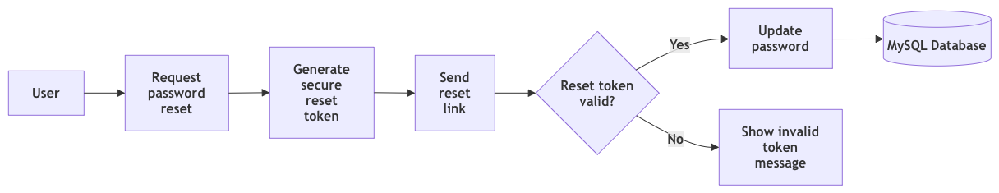 User
Request
password
reset
Generate
secure
reset
token
Send
reset
link
Reset token
valid?
Yes
Update
password
MySQL Database
No
Show invalid
token
message